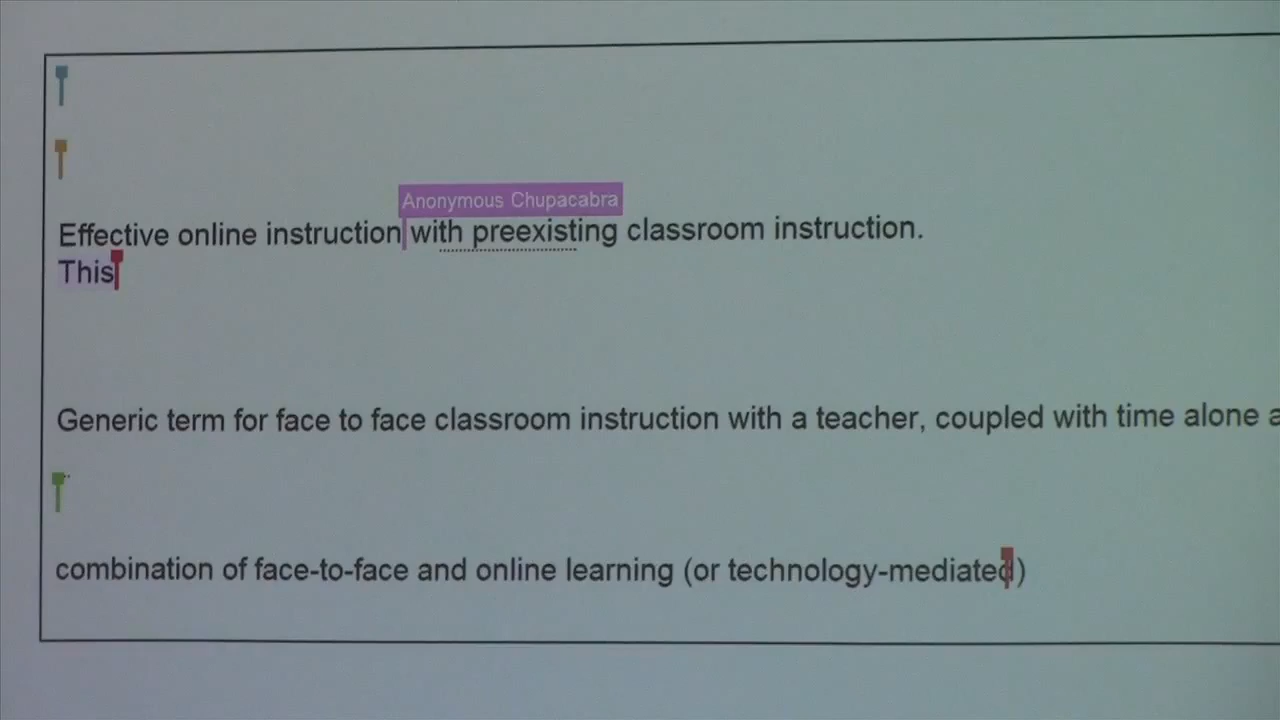 Anonymous Chupacabra
Effective online instruction with preexisting classroom instruction.
This
Generic term for face to face classroom instruction with a teacher, coupled with time alone
combination of face-to-face and online learning (or technology-mediated)